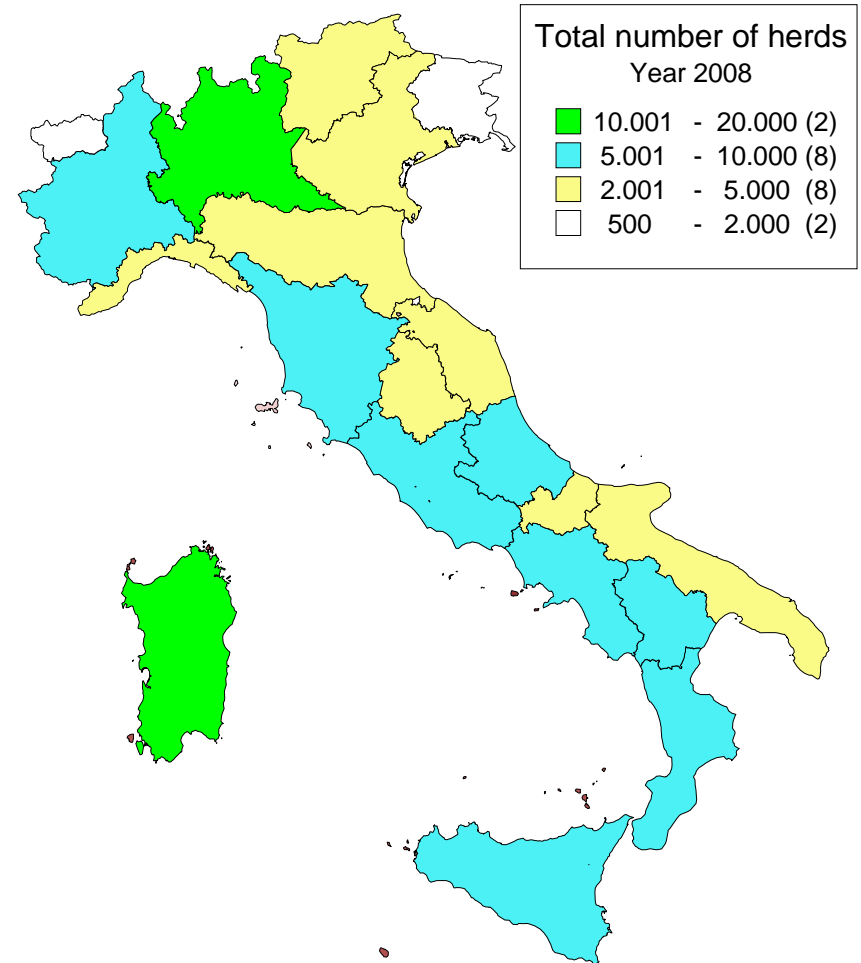 Total number of herds
Year 2008
10.001 - 20.000 (2)
5.001 - 10.000 (8)
2.001 - 5.000 (8)
500 - 2.000 (2)